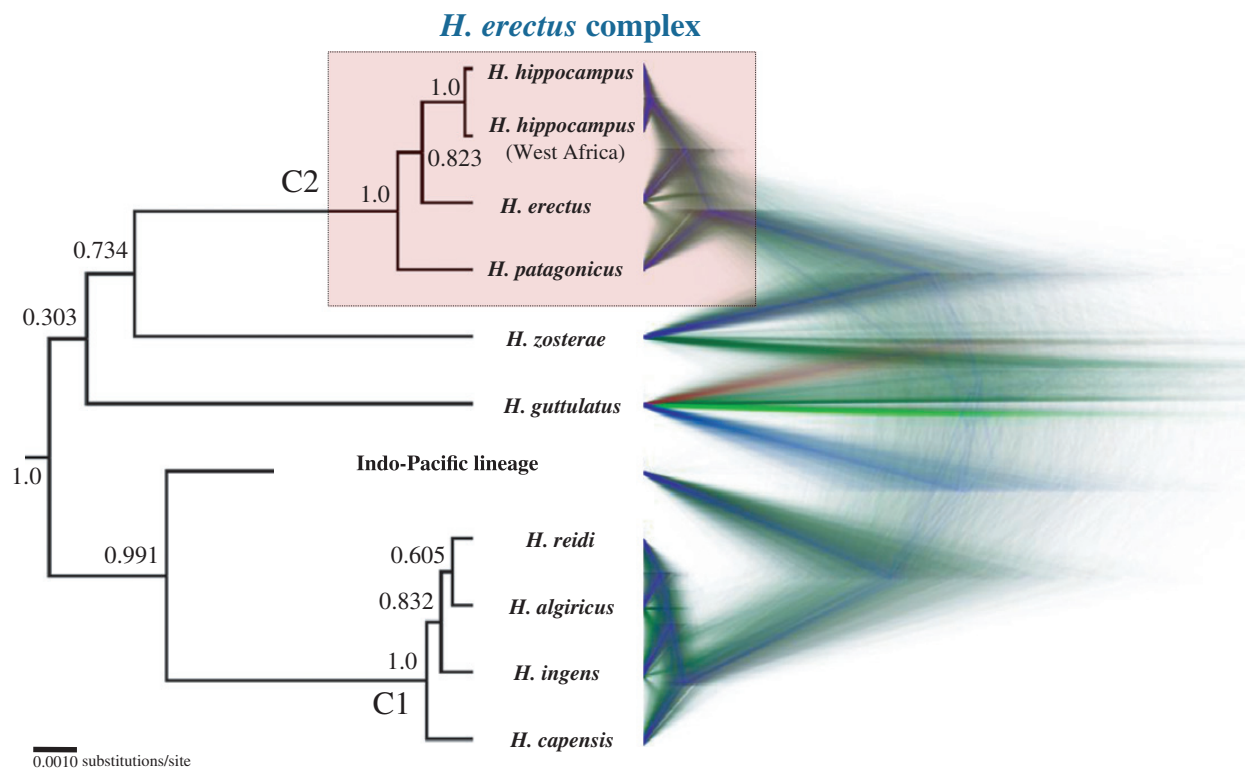 H. erectus complex
H. hippocampus
1.0
H. hippocampus
(West Africa)
0.823
C2
1.0
H. erectus
0.734
H. patagonicus
0.303
H. zosterae
H. guttulatus
Indo-Pacific lineage
1.0
H. reidi
0.991
0.605
0.832
H. algiricus
1.0
H. ingens
C1
H. capensis
0.0010 substitutions/site